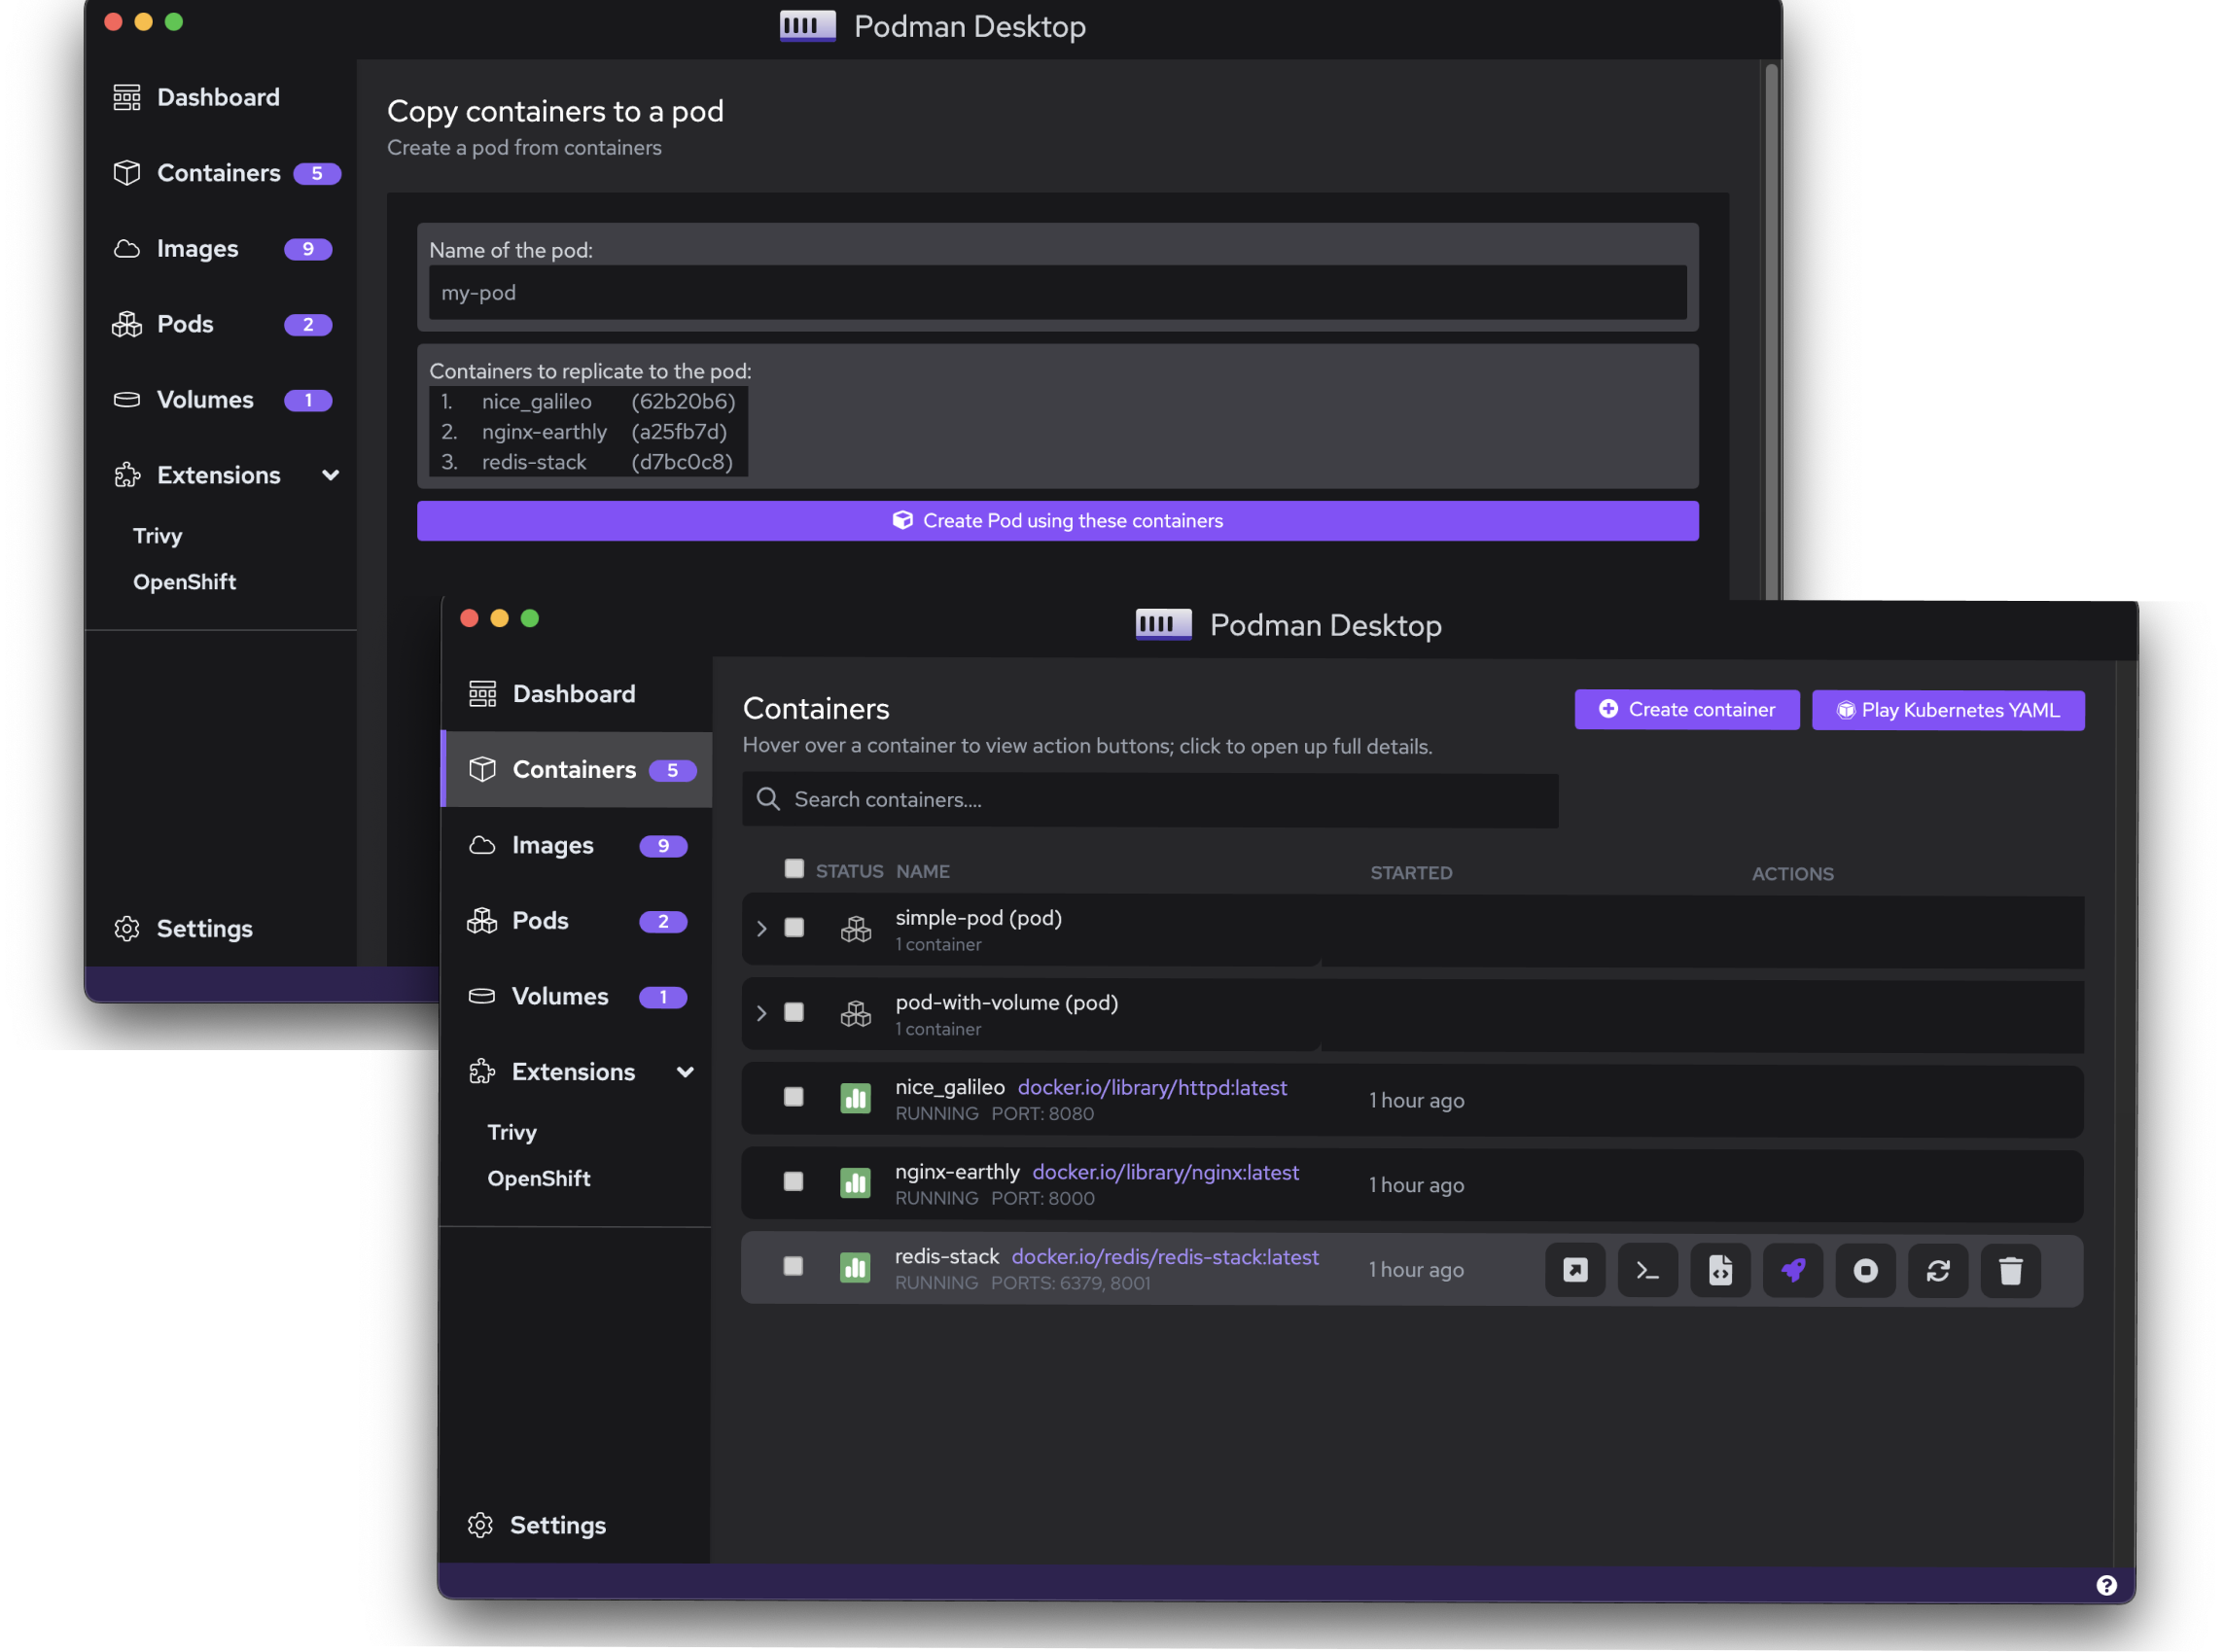 Podman Desktop
Dashboard
Containers 5
Images 9
Pods 2
Volumes 1
Extensions
Trivy
OpenShift
Settings
Copy containers to a pod
Create a pod from containers
Name of the pod:
my-pod
Containers to replicate to the pod:
1. nice_galileo (62b20b6)
2. nginx-earthly (a25fb7d)
3. redis-stack (d7bc0c8)
Create Pod using these containers
Podman Desktop
Dashboard
Containers 5
Images 9
Pods 2
Volumes 1
Extensions
Trivy
OpenShift
Settings
Containers
Create container
Play Kubernetes YAML
Hover over a container to view action buttons; click to open up full details.
Search containers....
STATUS NAME STARTED ACTIONS
simple-pod (pod)
1 container
pod-with-volume (pod)
1 container
nice_galileo docker.io/library/httpd:latest
RUNNING PORT: 8080
1 hour ago
nginx-earthly docker.io/library/nginx:latest
RUNNING PORT: 8000
1 hour ago
redis-stack docker.io/redis/redis-stack:latest
RUNNING PORTS: 6379, 8001
1 hour ago